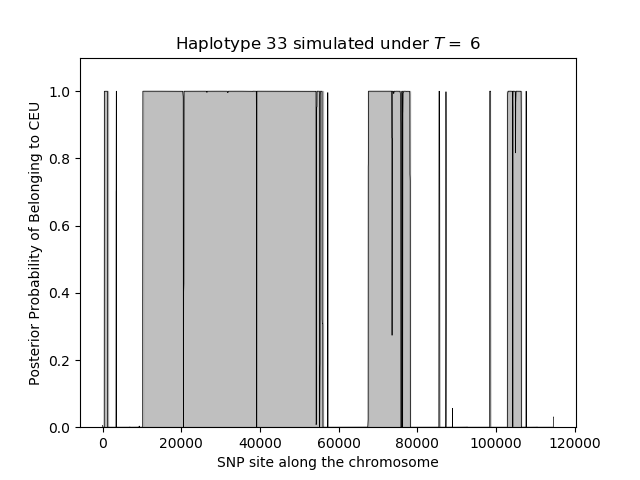 Haplotype 33 simulated under T = 6
Posterior Probability of Belonging to CEU
1.0
0.8
0.6
0.4
0.2
0.0
0 20000 40000 60000 80000 100000 120000
SNP site along the chromosome